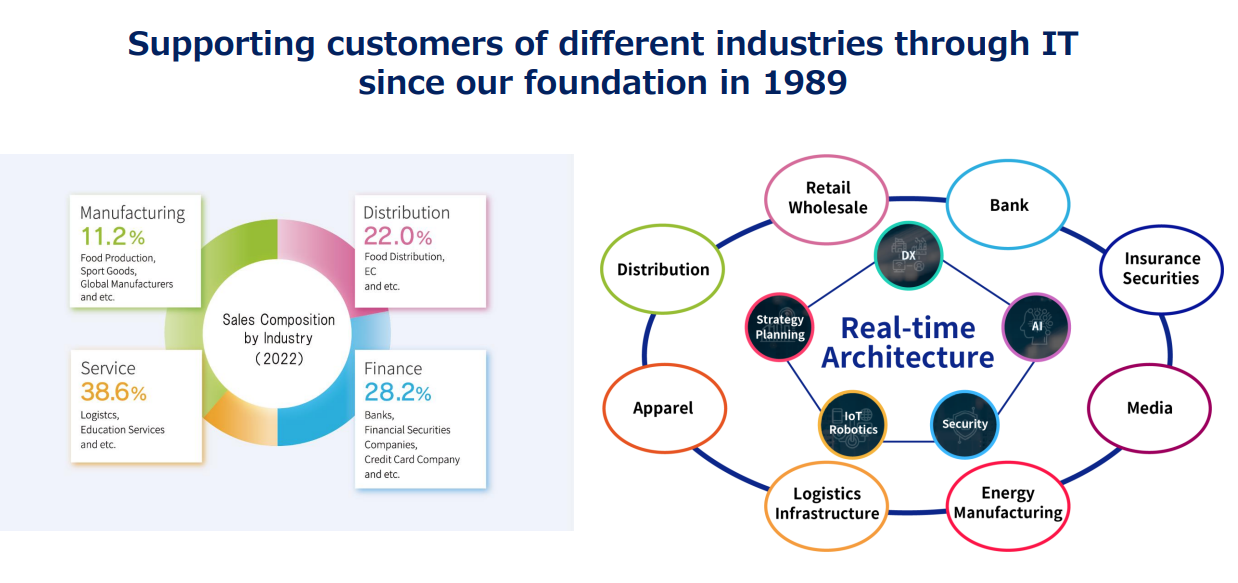 Supporting customers of different industries through IT
since our foundation in 1989
Manufacturing
11.2%
Food Production,
Sport Goods,
Global Manufacturers
and etc.
Distribution
22.0%
Food Distribution,
EC
and etc.
Sales Composition
by Industry
(2022)
Service
38.6%
Logistcs,
Education Services
and etc.
Finance
28.2%
Banks,
Financial Securities
Companies,
Credit Card Company
and etc.
Retail
Wholesale
Bank
Distribution
Insurance
Securities
DX
Strategy
Planning
AI
Real-time
Architecture
Apparel
Media
IoT
Robotics
Security
Logistics
Infrastructure
Energy
Manufacturing